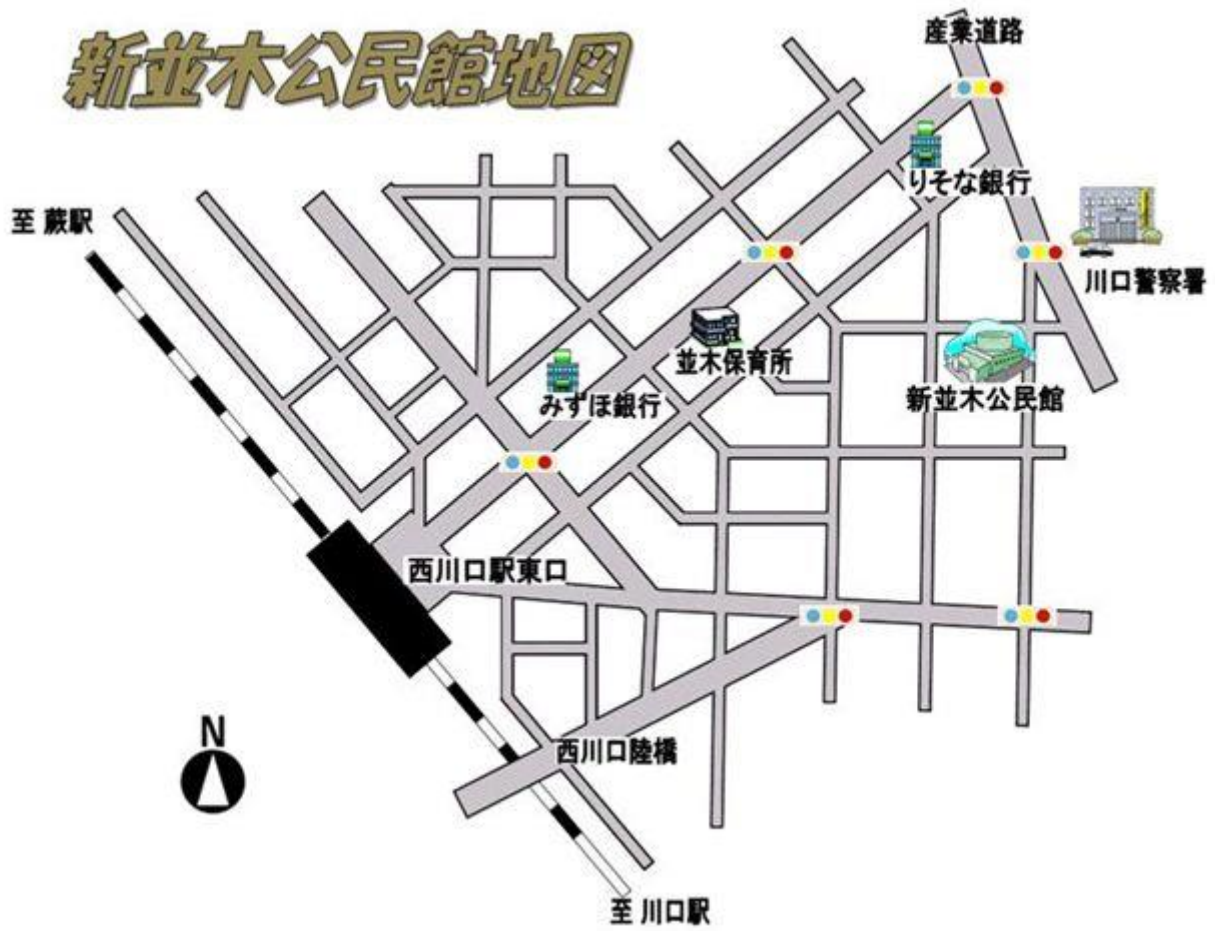 新並木公民館地図
産業道路
りそな銀行
至 蕨駅
川口警察署
並木保育所
新並木公民館
みずほ銀行
西川口駅東口
N
西川口陸橋
至 川口駅